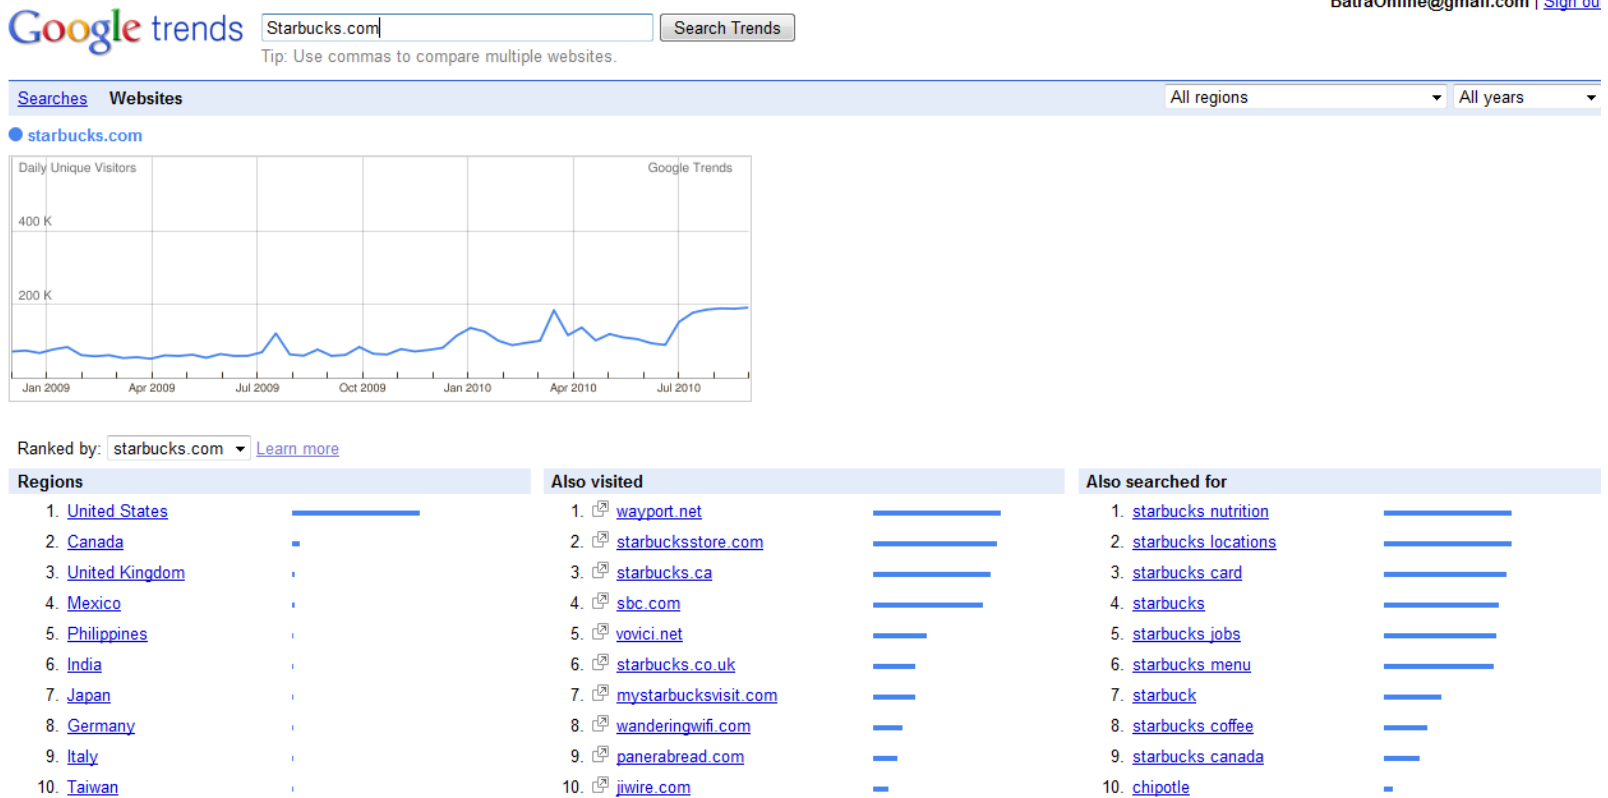 BatraOnline@gmail.com | Sign ou
Google trends Starbucks.com Search Trends
Tip: Use commas to compare multiple websites.
Searches Websites All regions All years
starbucks.com
Daily Unique Visitors Google Trends
400 K
200 K
Jan 2009 Apr 2009 Jul 2009 Oct 2009 Jan 2010 Apr 2010 Jul 2010
Ranked by: starbucks.com Learn more
Regions
1. United States
2. Canada
3. United Kingdom
4. Mexico
5. Philippines
6. India
7. Japan
8. Germany
9. Italy
10. Taiwan
Also visited
1. wayport.net
2. starbucksstore.com
3. starbucks.ca
4. sbc.com
5. vovici.net
6. starbucks.co.uk
7. mystarbucksvisit.com
8. wanderingwifi.com
9. panerabread.com
10. jiwire.com
Also searched for
1. starbucks nutrition
2. starbucks locations
3. starbucks card
4. starbucks
5. starbucks jobs
6. starbucks menu
7. starbuck
8. starbucks coffee
9. starbucks canada
10. chipotle